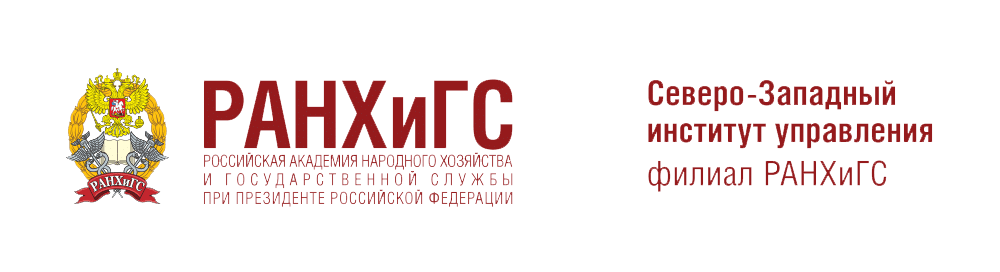 РАНХиГС
РАНХиГС
РОССИЙСКАЯ АКАДЕМИЯ НАРОДНОГО ХОЗЯЙСТВА
И ГОСУДАРСТВЕННОЙ СЛУЖБЫ
ПРИ ПРЕЗИДЕНТЕ РОССИЙСКОЙ ФЕДЕРАЦИИ
Северо-Западный
институт управления
филиал РАНХиГС